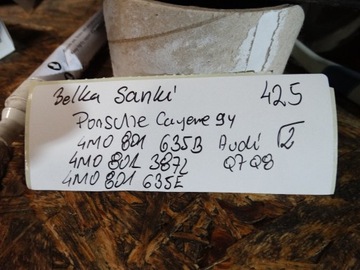 Belka Sanki 425
Porsche Cayenne 9Y
4M0 801 635B Audi 2
4M0 801 387L Q7 Q8
4M0 801 635E